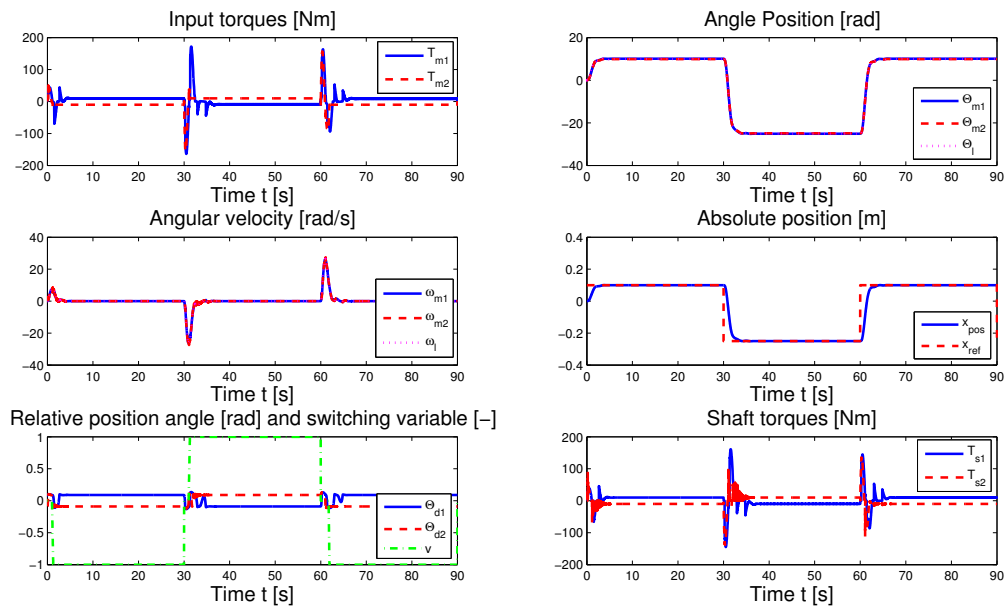 Input torques [Nm]
200
100
0
−100
−200
0 10 20 30 40 50 60 70 80 90
Time t [s]
T_m1
T_m2
Angle Position [rad]
20
0
−20
−40
0 10 20 30 40 50 60 70 80 90
Time t [s]
Θ_m1
Θ_m2
Θ_l
Angular velocity [rad/s]
40
20
0
−20
−40
0 10 20 30 40 50 60 70 80 90
Time t [s]
ω_m1
ω_m2
ω_l
Absolute position [m]
0.4
0.2
0
−0.2
0.4
0 10 20 30 40 50 60 70 80 90
Time t [s]
x_pos
x_ref
Relative position angle [rad] and switching variable [−]
1
0.5
0
−0.5
−1
0 10 20 30 40 50 60 70 80 90
Time t [s]
Θ_d1
Θ_d2
v
Shaft torques [Nm]
200
100
0
−100
−200
0 10 20 30 40 50 60 70 80 90
Time t [s]
T_s1
T_s2